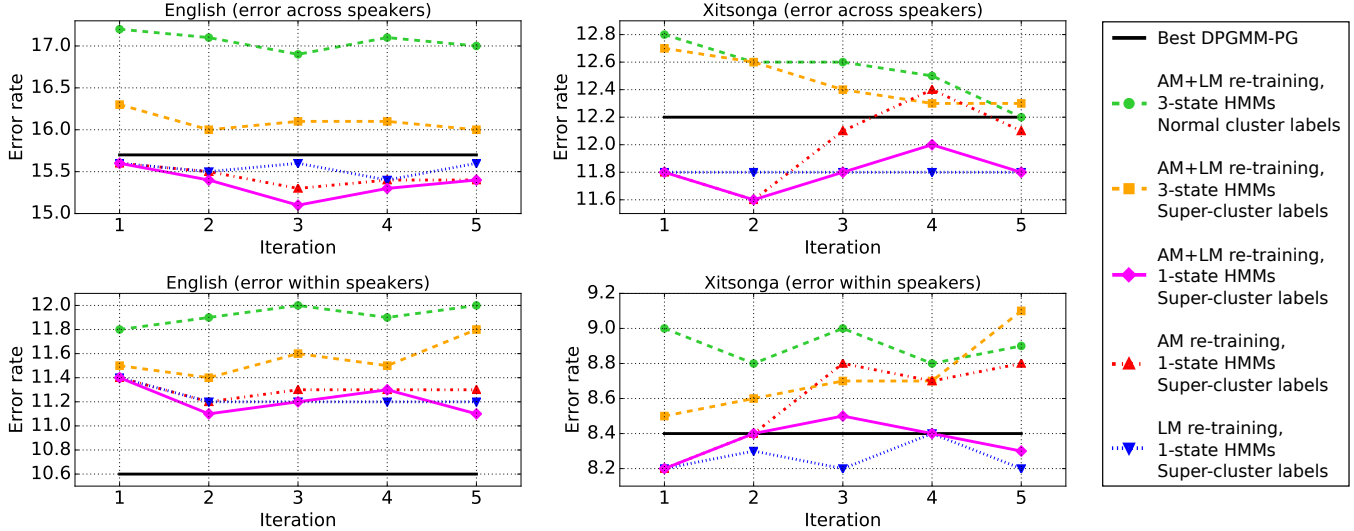 English (error across speakers)
Error rate
17.0
16.5
16.0
15.5
15.0
1 2 3 4 5
Iteration
Xitsonga (error across speakers)
Error rate
12.8
12.6
12.4
12.2
12.0
11.8
11.6
1 2 3 4 5
Iteration
English (error within speakers)
Error rate
12.0
11.8
11.6
11.4
11.2
11.0
10.8
10.6
1 2 3 4 5
Iteration
Xitsonga (error within speakers)
Error rate
9.2
9.0
8.8
8.6
8.4
8.2
1 2 3 4 5
Iteration
Best DPGMM-PG
AM+LM re-training,
3-state HMMs
Normal cluster labels
AM+LM re-training,
3-state HMMs
Super-cluster labels
AM+LM re-training,
1-state HMMs
Super-cluster labels
AM re-training,
1-state HMMs
Super-cluster labels
LM re-training,
1-state HMMs
Super-cluster labels